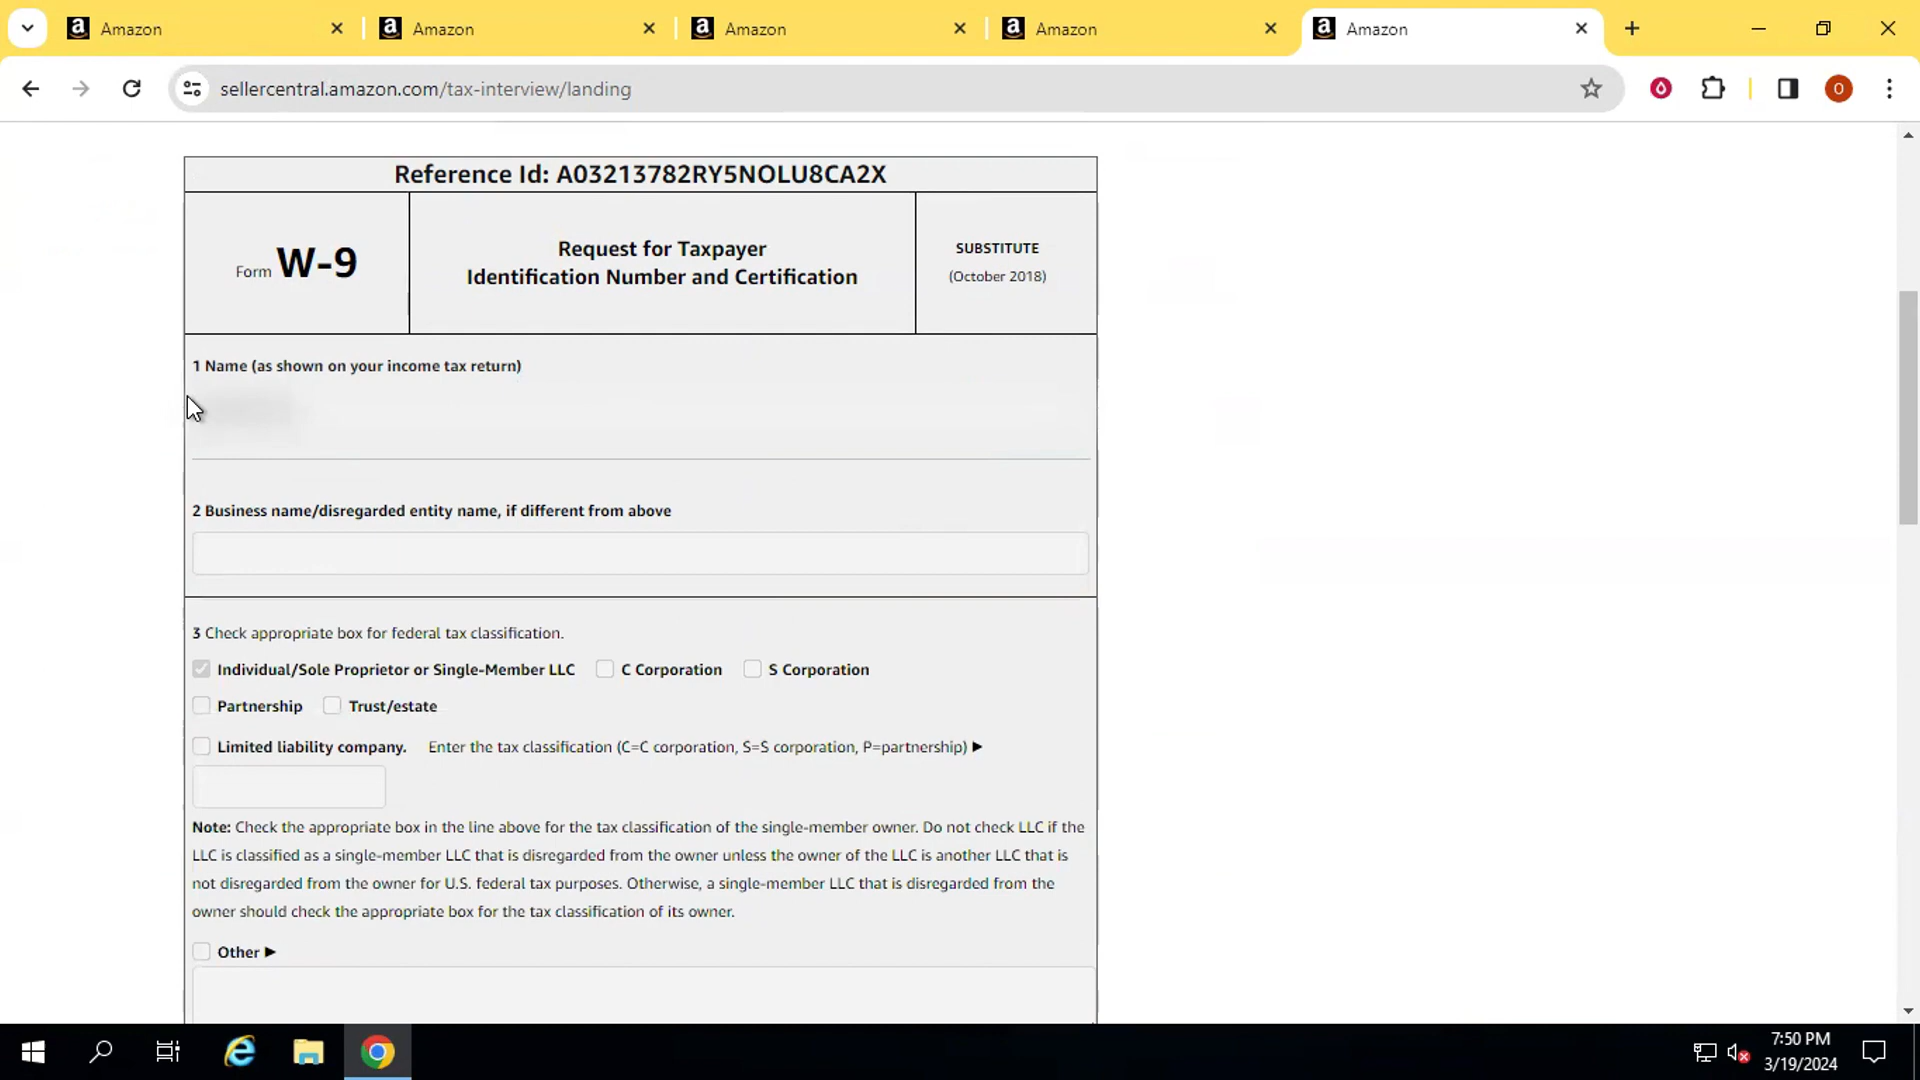 Amazon
Amazon
Amazon
Amazon
Amazon
sellercentral.amazon.com/tax-interview/landing
O
Reference Id: A03213782RY5NOLU8CA2X
Form W-9
Request for Taxpayer
Identification Number and Certification
SUBSTITUTE
(October 2018)
1 Name (as shown on your income tax return)
2 Business name/disregarded entity name, if different from above
3 Check appropriate box for federal tax classification.
Individual/Sole Proprietor or Single-Member LLC C Corporation S Corporation
Partnership Trust/estate
Limited liability company. Enter the tax classification (C=C corporation, S=S corporation, P=partnership) ▶
Note: Check the appropriate box in the line above for the tax classification of the single-member owner. Do not check LLC if the
LLC is classified as a single-member LLC that is disregarded from the owner unless the owner of the LLC is another LLC that is
not disregarded from the owner for U.S. federal tax purposes. Otherwise, a single-member LLC that is disregarded from the
owner should check the appropriate box for the tax classification of its owner.
Other ▶
7:50 PM
3/19/2024